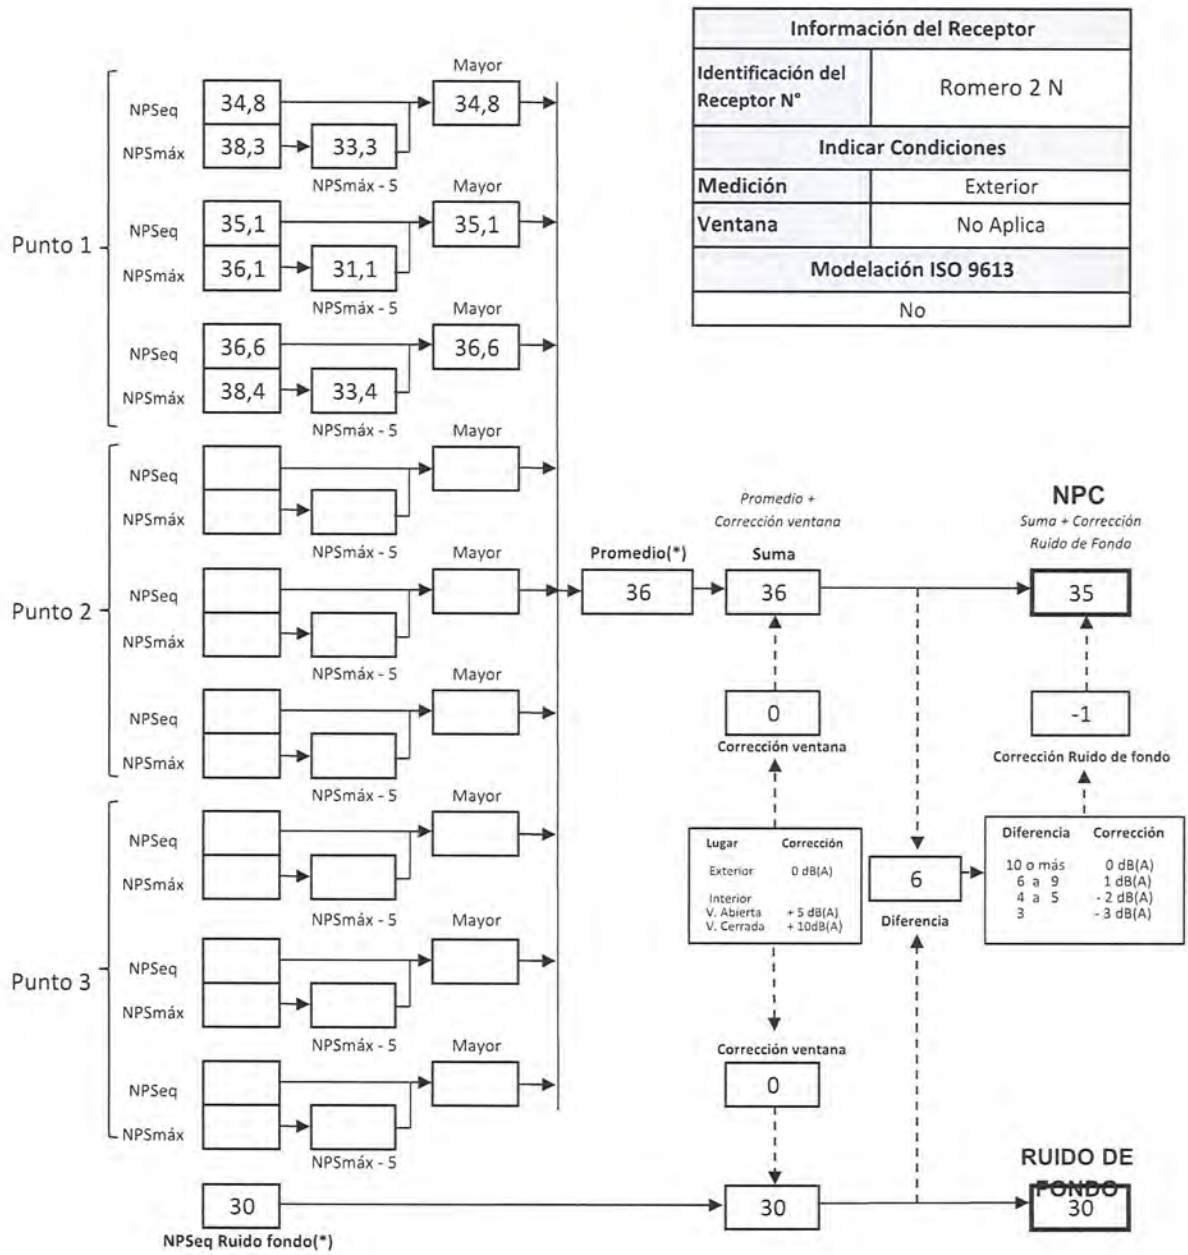 Información del Receptor
Identificación del Receptor N°
Romero 2 N
Indicar Condiciones
Medición
Exterior
Ventana
No Aplica
Modelación ISO 9613
No
Punto 1
Mayor
NPSeq
34,8
34,8
NPSmáx
38,3
33,3
NPSmáx - 5
Mayor
NPSeq
35,1
35,1
NPSmáx
36,1
31,1
NPSmáx - 5
Mayor
NPSeq
36,6
36,6
NPSmáx
38,4
33,4
NPSmáx - 5
Punto 2
Mayor
NPSeq
NPSmáx
NPSmáx - 5
Mayor
NPSeq
NPSmáx
NPSmáx - 5
Mayor
NPSeq
NPSmáx
NPSmáx - 5
Punto 3
Mayor
NPSeq
NPSmáx
NPSmáx - 5
Mayor
NPSeq
NPSmáx
NPSmáx - 5
Mayor
NPSeq
NPSmáx
NPSmáx - 5
Promedio(*)
36
Promedio +
Corrección ventana
Suma
36
NPC
Suma + Corrección
Ruido de Fondo
35
0
Corrección ventana
-1
Corrección Ruido de fondo
Lugar Corrección
Exterior 0 dB(A)
Interior
V. Abierta + 5 dB(A)
V. Cerrada + 10dB(A)
6
Diferencia
Diferencia Corrección
10 o más 0 dB(A)
6 a 9 1 dB(A)
4 a 5 - 2 dB(A)
3 - 3 dB(A)
Corrección ventana
0
30
NPSeq Ruido fondo(*)
30
RUIDO DE
FONDO
30